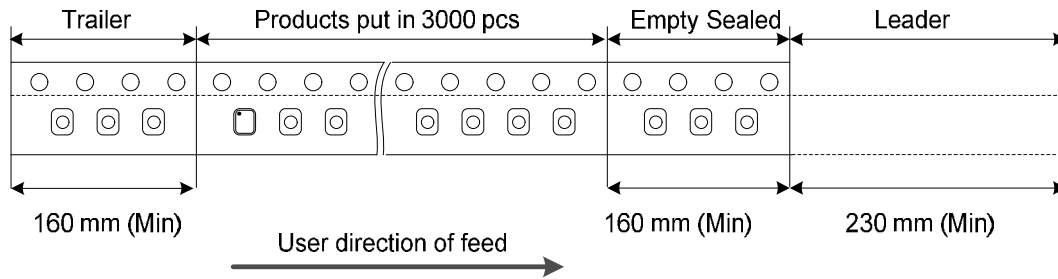 Trailer Products put in 3000 pcs Empty Sealed Leader
160 mm (Min) 160 mm (Min) 230 mm (Min)
User direction of feed